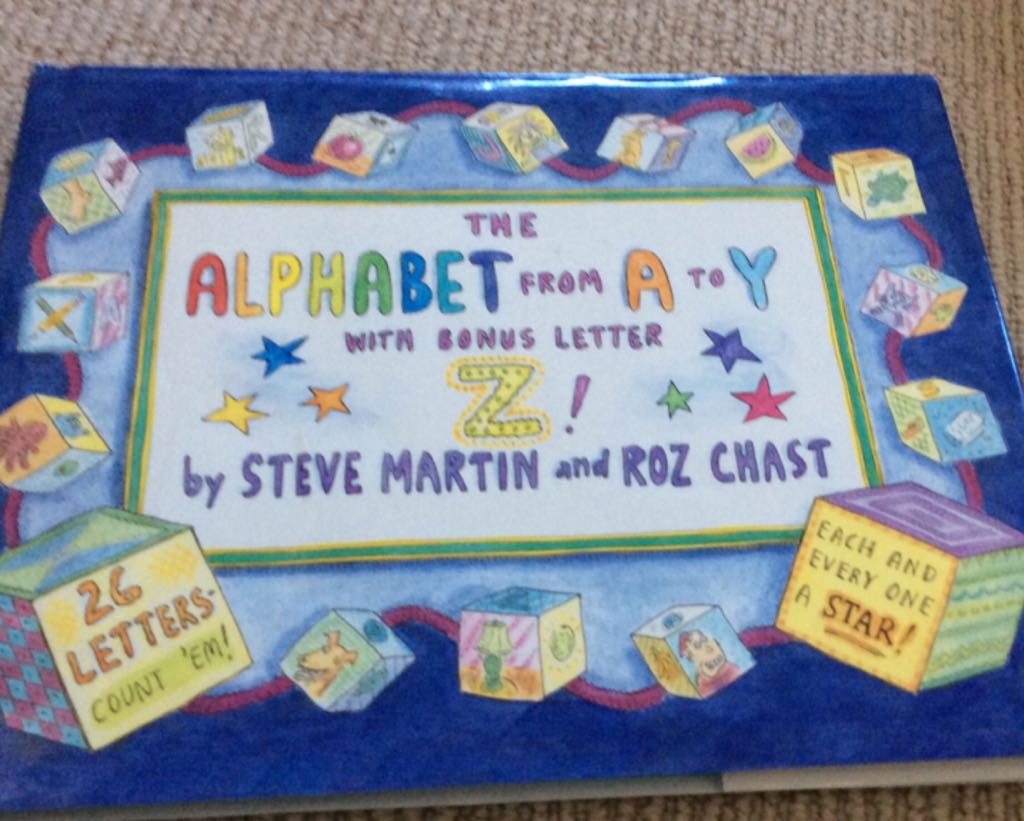 THE
ALPHABET FROM A TO Y
WITH BONUS LETTER
Z!
by STEVE MARTIN and ROZ CHAST
26
LETTERS-
COUNT 'EM!
EACH AND
EVERY ONE
A STAR!